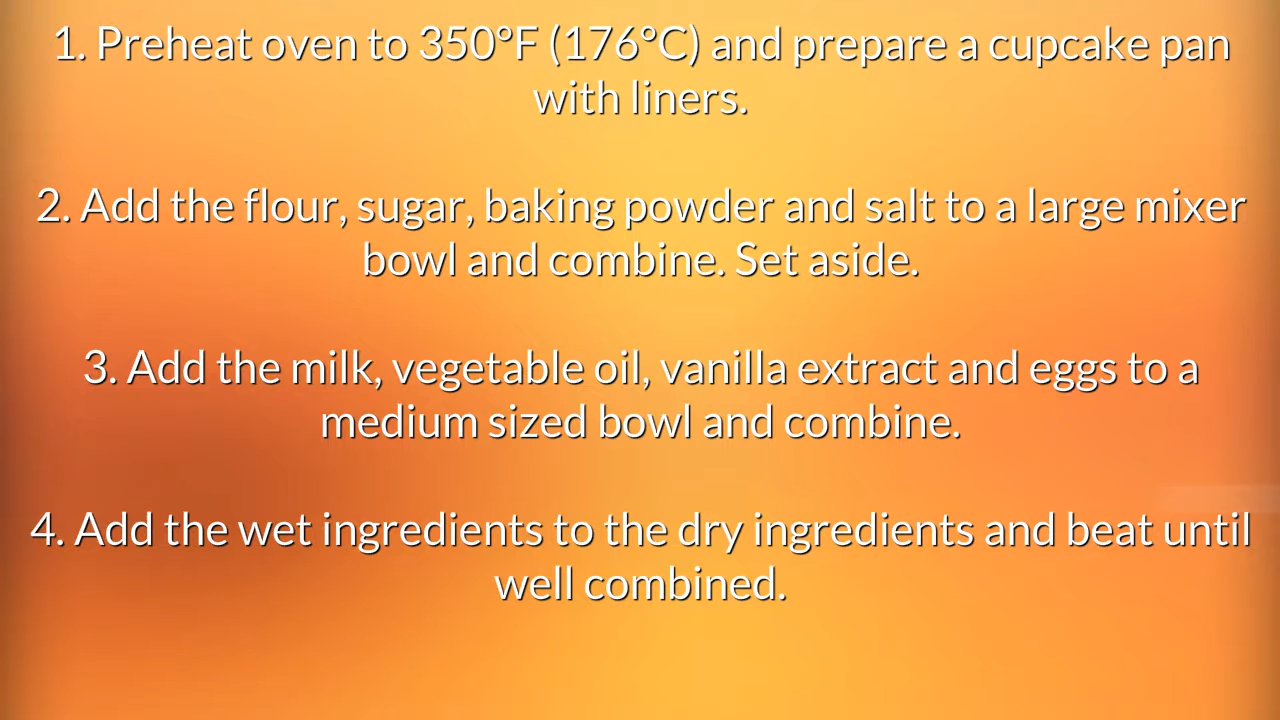 1. Preheat oven to 350°F (176°C) and prepare a cupcake pan
with liners.
2. Add the flour, sugar, baking powder and salt to a large mixer
bowl and combine. Set aside.
3. Add the milk, vegetable oil, vanilla extract and eggs to a
medium sized bowl and combine.
4. Add the wet ingredients to the dry ingredients and beat until
well combined.